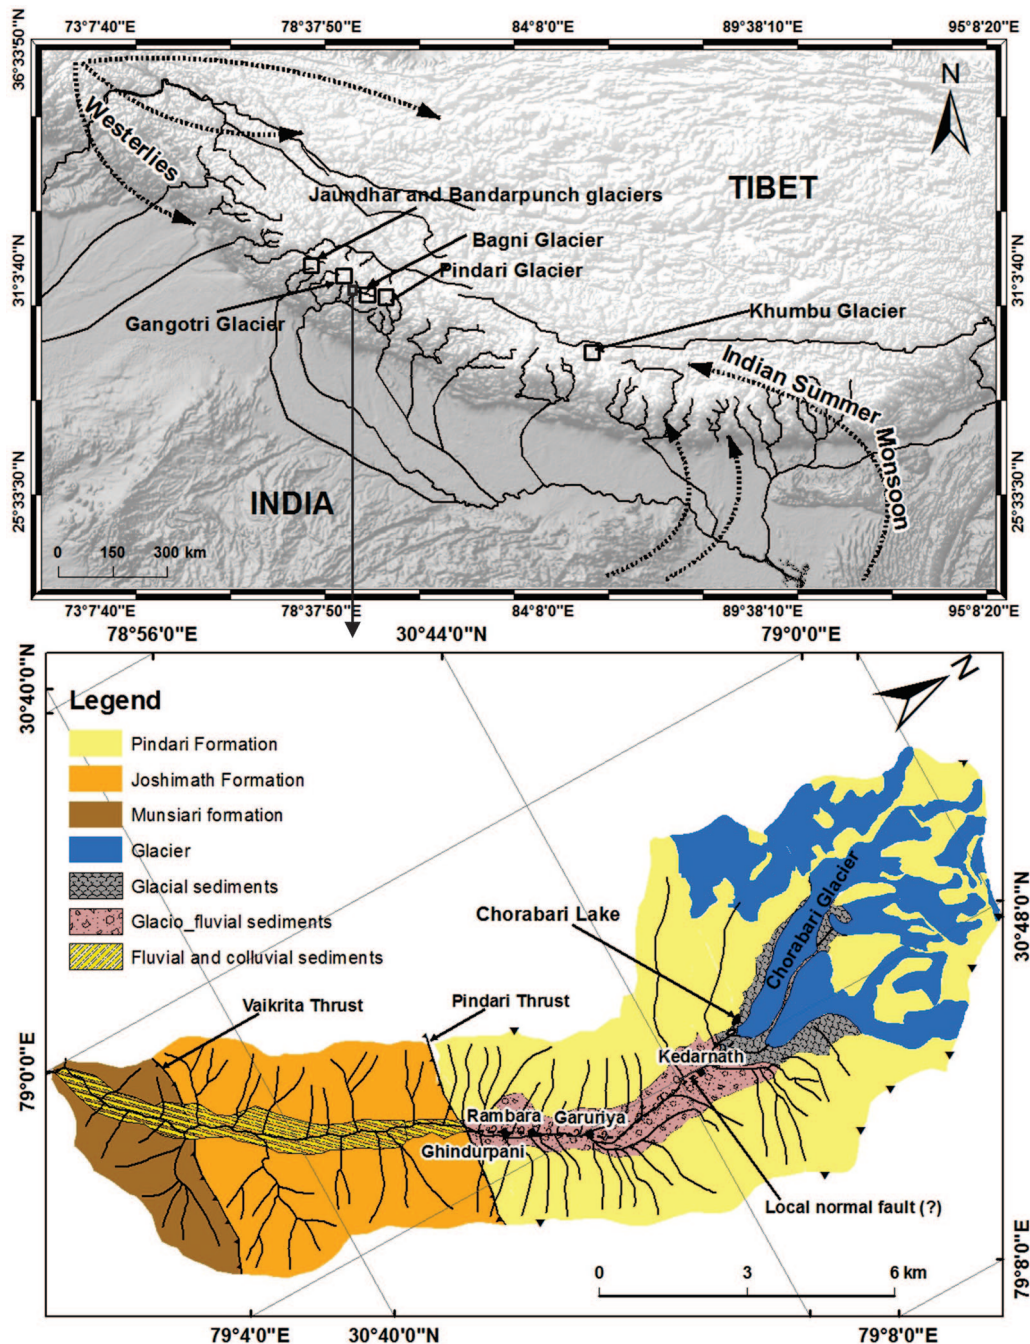 73°7'40"E
78°37'50"E
84°8'0"E
89°38'10"E
95°8'20"E
36°33'50"N
31°3'40"N
25°33'30"N
31°3'40"N
25°33'30"N
N
Westerlies
TIBET
Jaundhar and Bandarpunch glaciers
Bagni Glacier
Pindari Glacier
Gangotri Glacier
Khumbu Glacier
Indian Summer Monsoon
INDIA
0 150 300 km
73°7'40"E
78°37'50"E
84°8'0"E
89°38'10"E
95°8'20"E
78°56'0"E
30°44'0"N
79°0'0"E
30°40'0"N
N
Legend
Pindari Formation
Joshimath Formation
Munsiari formation
Glacier
Glacial sediments
Glacio_fluvial sediments
Fluvial and colluvial sediments
Chorabari Lake
Chorabari Glacier
30°48'0"N
Vaikrita Thrust
Pindari Thrust
Kedarnath
79°0'0"E
Rambara
Garuriya
Ghindurpani
Local normal fault (?)
0 3 6 km
79°4'0"E
30°40'0"N
79°8'0"E
79°8'0"E